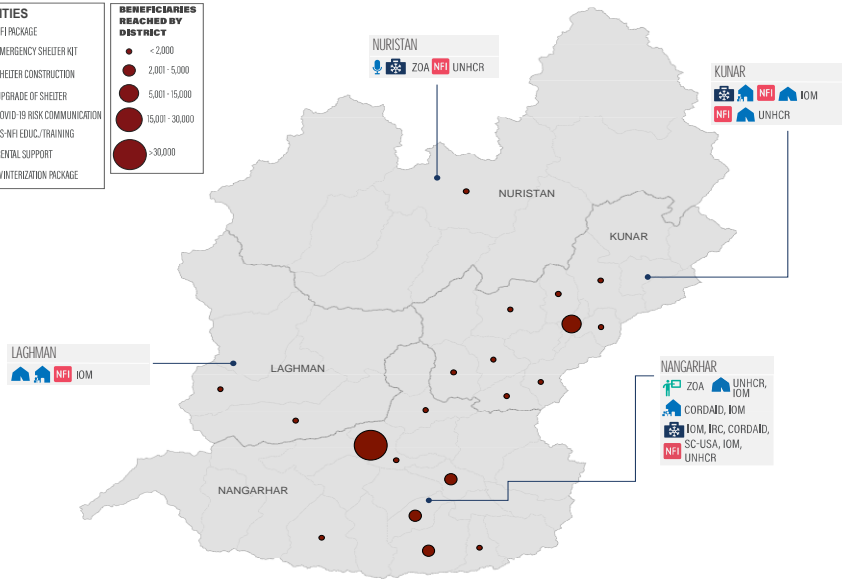 ITIES
FI PACKAGE
MERGENCY SHELTER KIT
HELTER CONSTRUCTION
PGRADE OF SHELTER
OVID-19 RISK COMMUNICATION
S-NFI EDUC./TRAINING
ENTAL SUPPORT
WINTERIZATION PACKAGE
BENEFICIARIES
REACHED BY
DISTRICT
< 2,000
2,001 - 5,000
5,001 - 15,000
15,001 - 30,000
>30,000
NURISTAN
ZOA NFI UNHCR
KUNAR
NFI IOM
NFI UNHCR
NURISTAN
KUNAR
LAGHMAN
NFI IOM
LAGHMAN
NANGARHAR
ZOA UNHCR,
IOM
CORDAID, IOM
IOM, IRC, CORDAID,
NFI SC-USA, IOM,
UNHCR
NANGARHAR